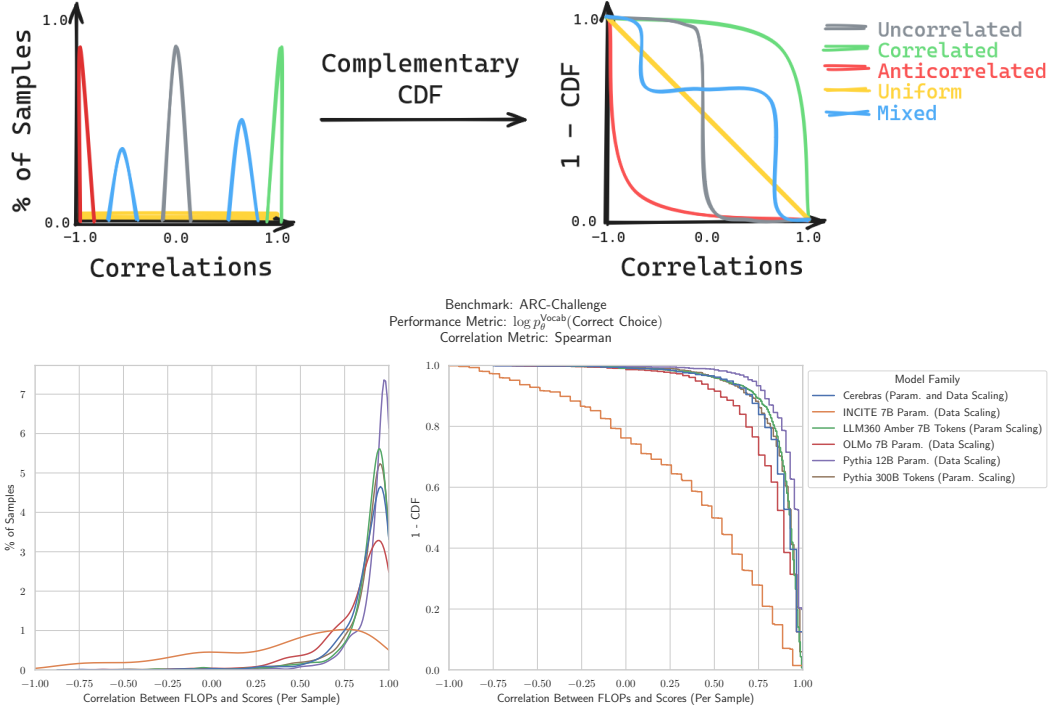 1.0
% of Samples
0.0
-1.0 0.0 1.0
Correlations
Complementary
CDF
1.0
1 - CDF
0.0
-1.0 0.0 1.0
Correlations
Uncorrelated
Correlated
Anticorrelated
Uniform
Mixed
Benchmark: ARC-Challenge
Performance Metric: log p_θ^Vocab(Correct Choice)
Correlation Metric: Spearman
7
6
5
4
3
2
1
0
% of Samples
−1.00 −0.75 −0.50 −0.25 0.00 0.25 0.50 0.75 1.00
Correlation Between FLOPs and Scores (Per Sample)
1.0
0.8
0.6
0.4
0.2
0.0
1 - CDF
−1.00 −0.75 −0.50 −0.25 0.00 0.25 0.50 0.75 1.00
Correlation Between FLOPs and Scores (Per Sample)
Model Family
Cerebras (Param. and Data Scaling)
INCITE 7B Param. (Data Scaling)
LLM360 Amber 7B Tokens (Param Scaling)
OLMo 7B Param. (Data Scaling)
Pythia 12B Param. (Data Scaling)
Pythia 300B Tokens (Param. Scaling)